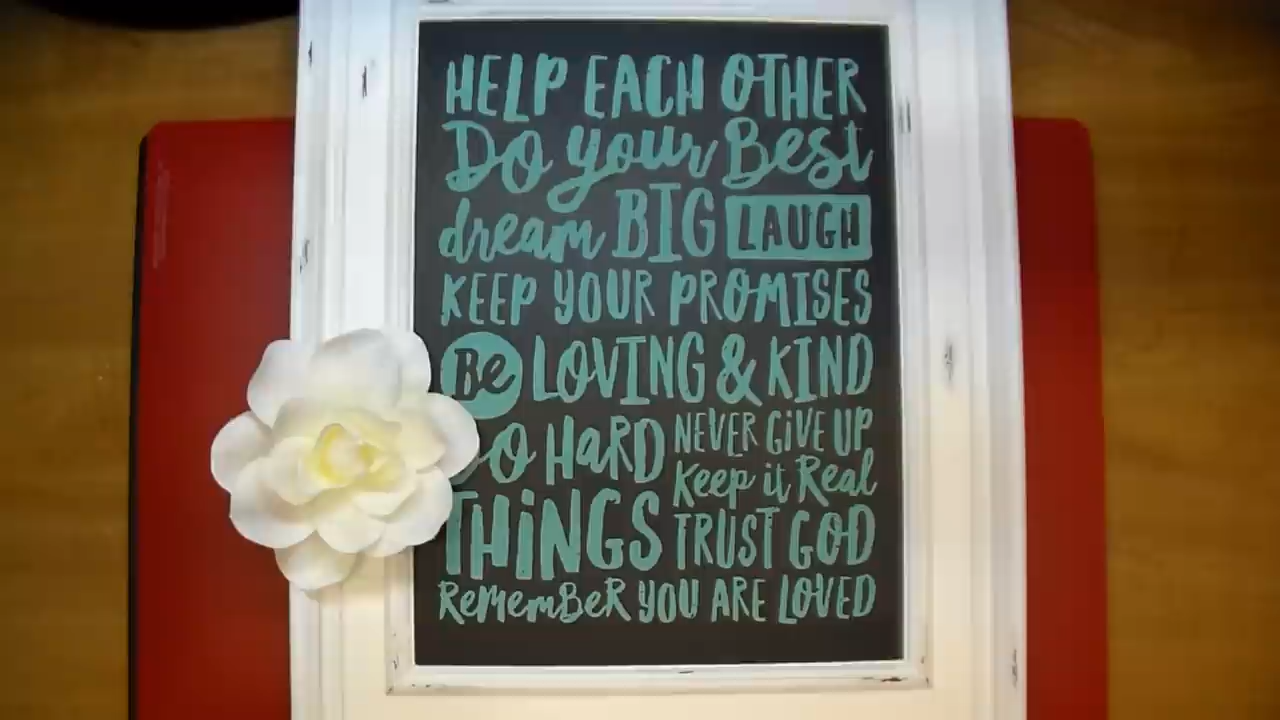 HELP EACH OTHER
Do your Best
dream BIG LAUGH
KEEP YOUR PROMISES
Be LOVING & KIND
DO HARD
THINGS
NEVER GIVE UP
Keep it Real
TRUST GOD
REMEMBER YOU ARE LOVED